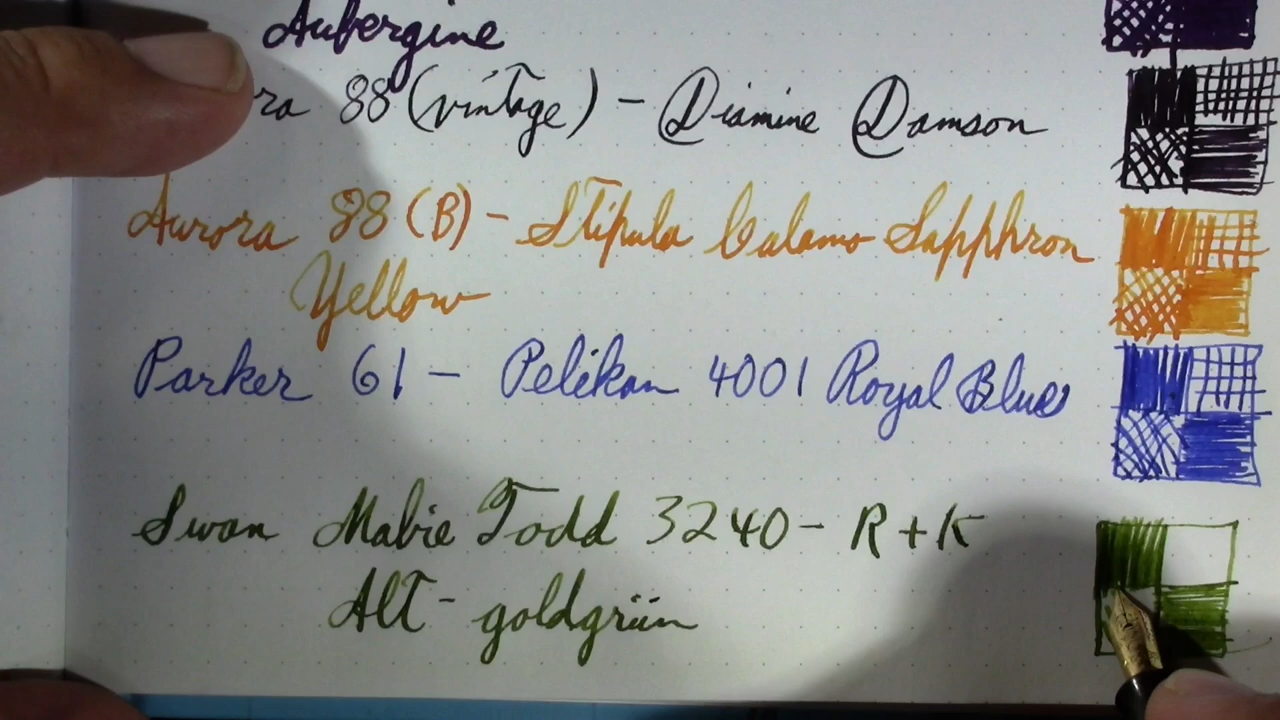 Aubergine
ra 88 (vintage) - Diamine Damson
Aurora 88 (B) - Stipula Calamo Sapphron
Yellow
Parker 61 - Pelikan 4001 Royal Blue
Swan Mabie Todd 3240 - R + K
Alt - goldgrün